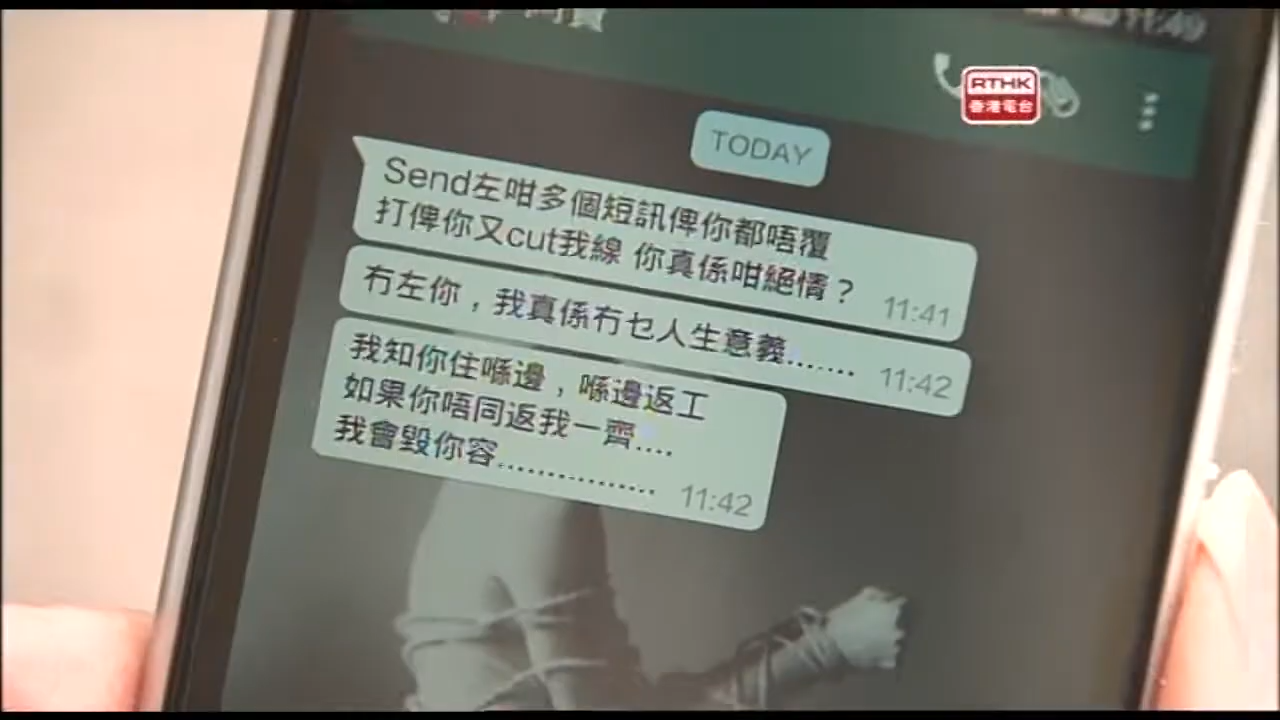 11:49
RTHK
香港電台
TODAY
Send左咁多個短訊俾你都唔覆
打俾你又cut我線 你真係咁絕情？
11:41
冇左你，我真係冇乜人生意義.......
11:42
我知你住喺邊，喺邊返工
如果你唔同返我一齊....
我會毀你容................
11:42